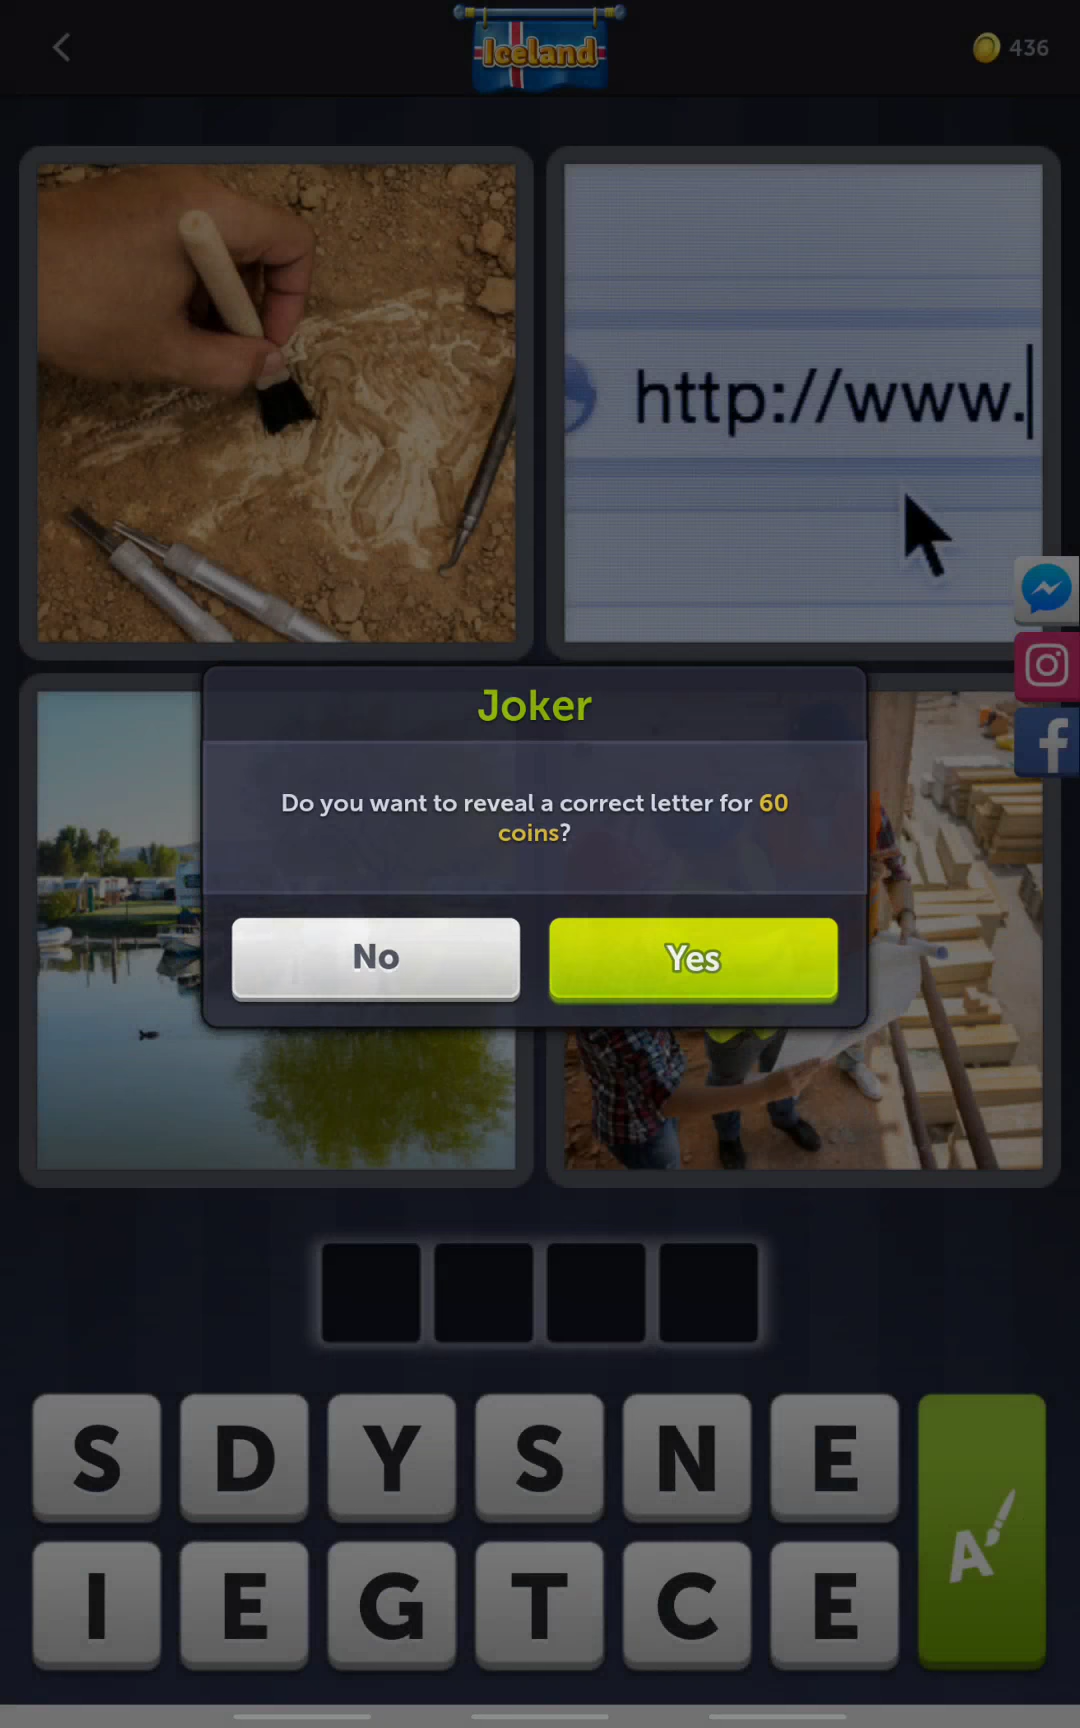 Iceland
436
http://www.
Joker
Do you want to reveal a correct letter for 60
coins?
No
Yes
S D Y S N E
I E G T C E
A